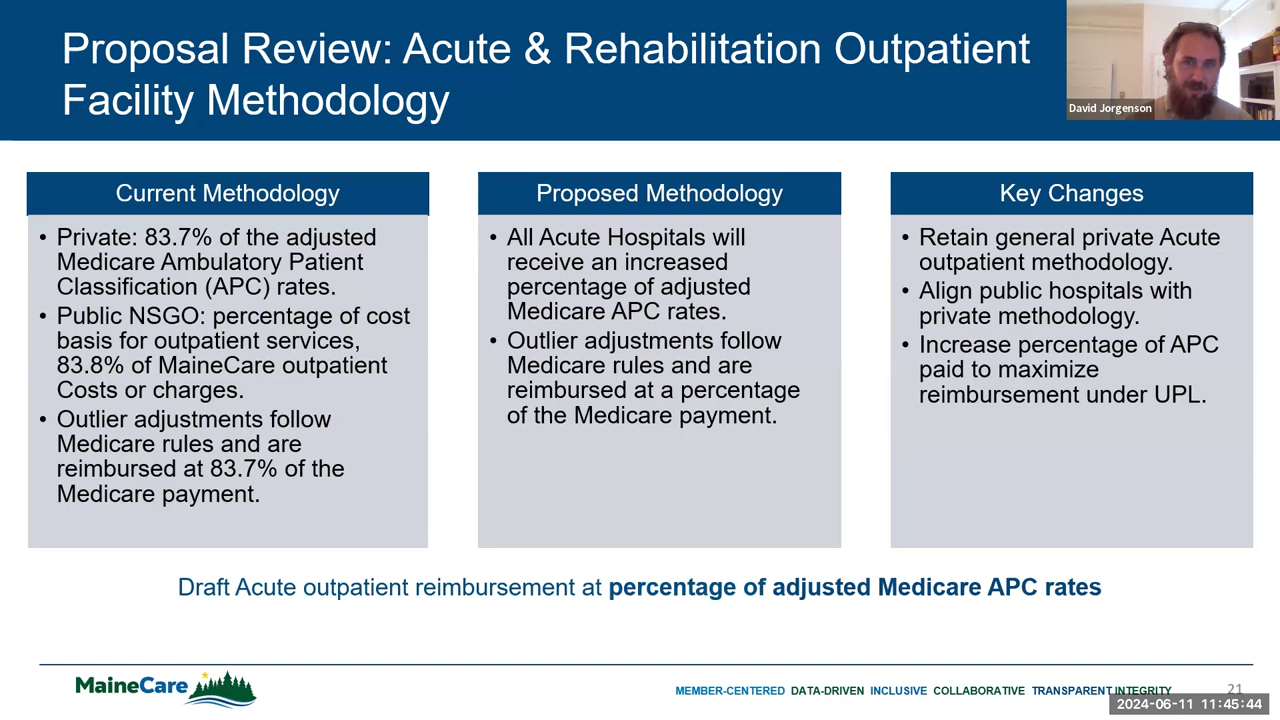 Proposal Review: Acute & Rehabilitation Outpatient
Facility Methodology
David Jorgenson
Current Methodology
• Private: 83.7% of the adjusted
Medicare Ambulatory Patient
Classification (APC) rates.
• Public NSGO: percentage of cost
basis for outpatient services,
83.8% of MaineCare outpatient
Costs or charges.
• Outlier adjustments follow
Medicare rules and are
reimbursed at 83.7% of the
Medicare payment.
Proposed Methodology
• All Acute Hospitals will
receive an increased
percentage of adjusted
Medicare APC rates.
• Outlier adjustments follow
Medicare rules and are
reimbursed at a percentage
of the Medicare payment.
Key Changes
• Retain general private Acute
outpatient methodology.
• Align public hospitals with
private methodology.
• Increase percentage of APC
paid to maximize
reimbursement under UPL.
Draft Acute outpatient reimbursement at percentage of adjusted Medicare APC rates
MaineCare
MEMBER-CENTERED DATA-DRIVEN INCLUSIVE COLLABORATIVE TRANSPARENT INTEGRITY
21
2024-06-11 11:45:44